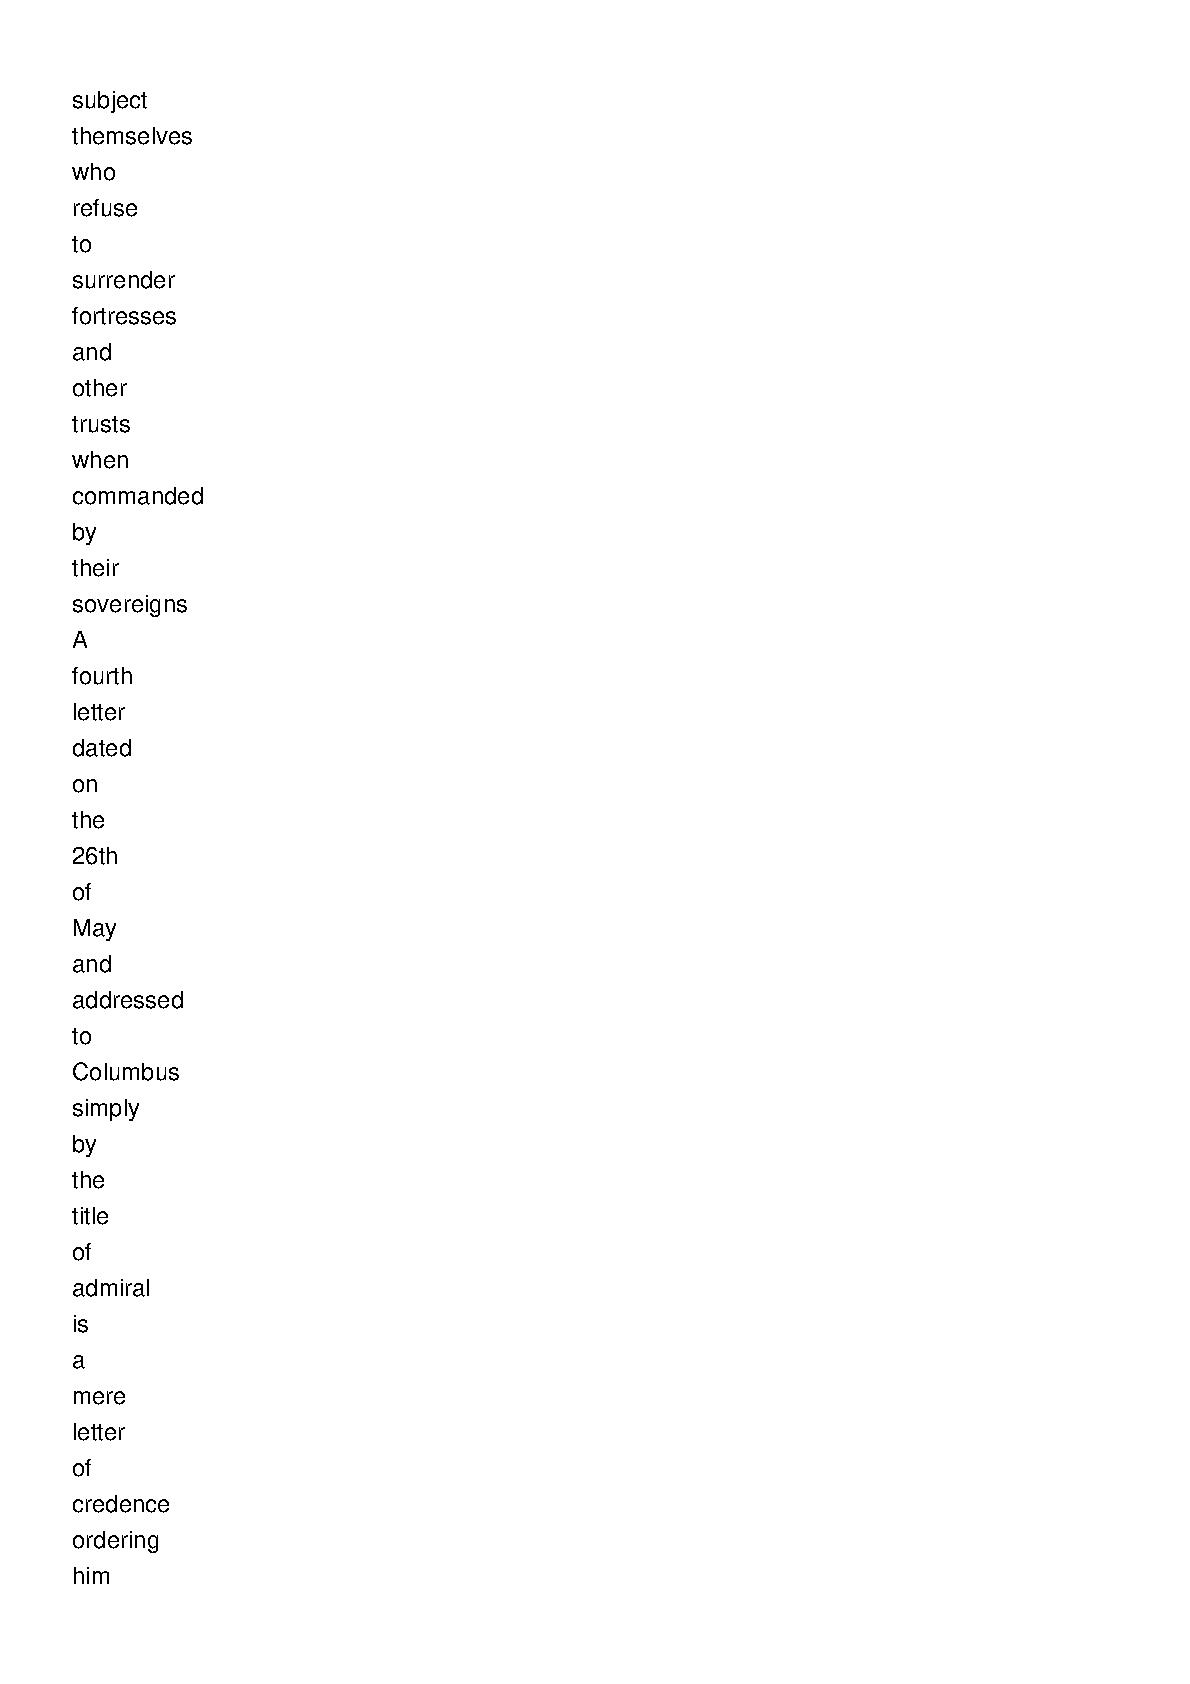 subject
themselves
who
refuse
to
surrender
fortresses
and
other
trusts
when
commanded
by
their
sovereigns
A
fourth
letter
dated
on
the
26th
of
May
and
addressed
to
Columbus
simply
by
the
title
of
admiral
is
a
mere
letter
of
credence
ordering
him